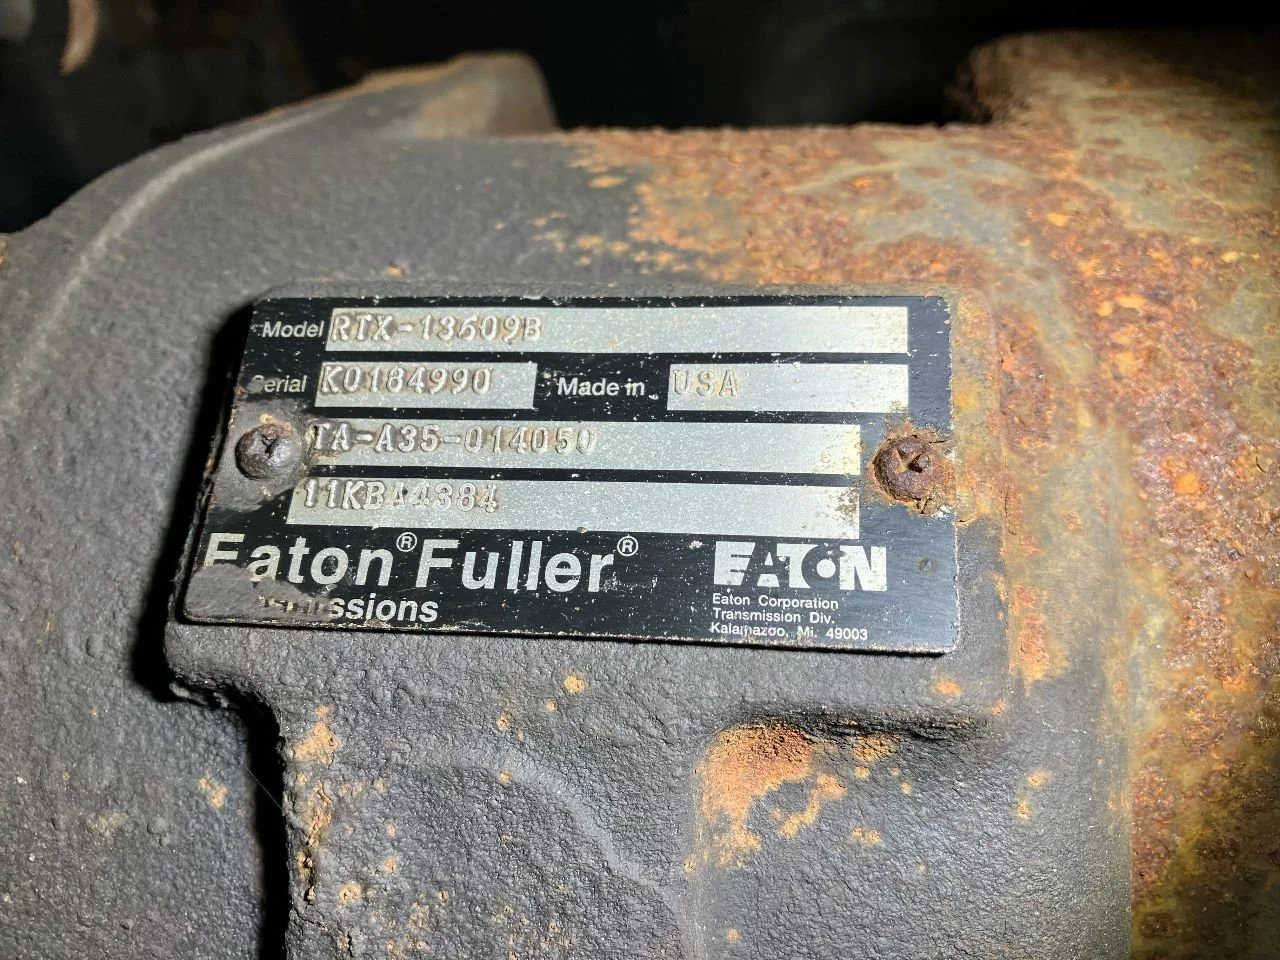 Model RTX-13609B
Serial K0184990 Made in USA
TA-A35-014050
11KBA4384
Eaton® Fuller® EATON
Eaton Corporation
Transmission Div.
Kalamazoo, Mi. 49003